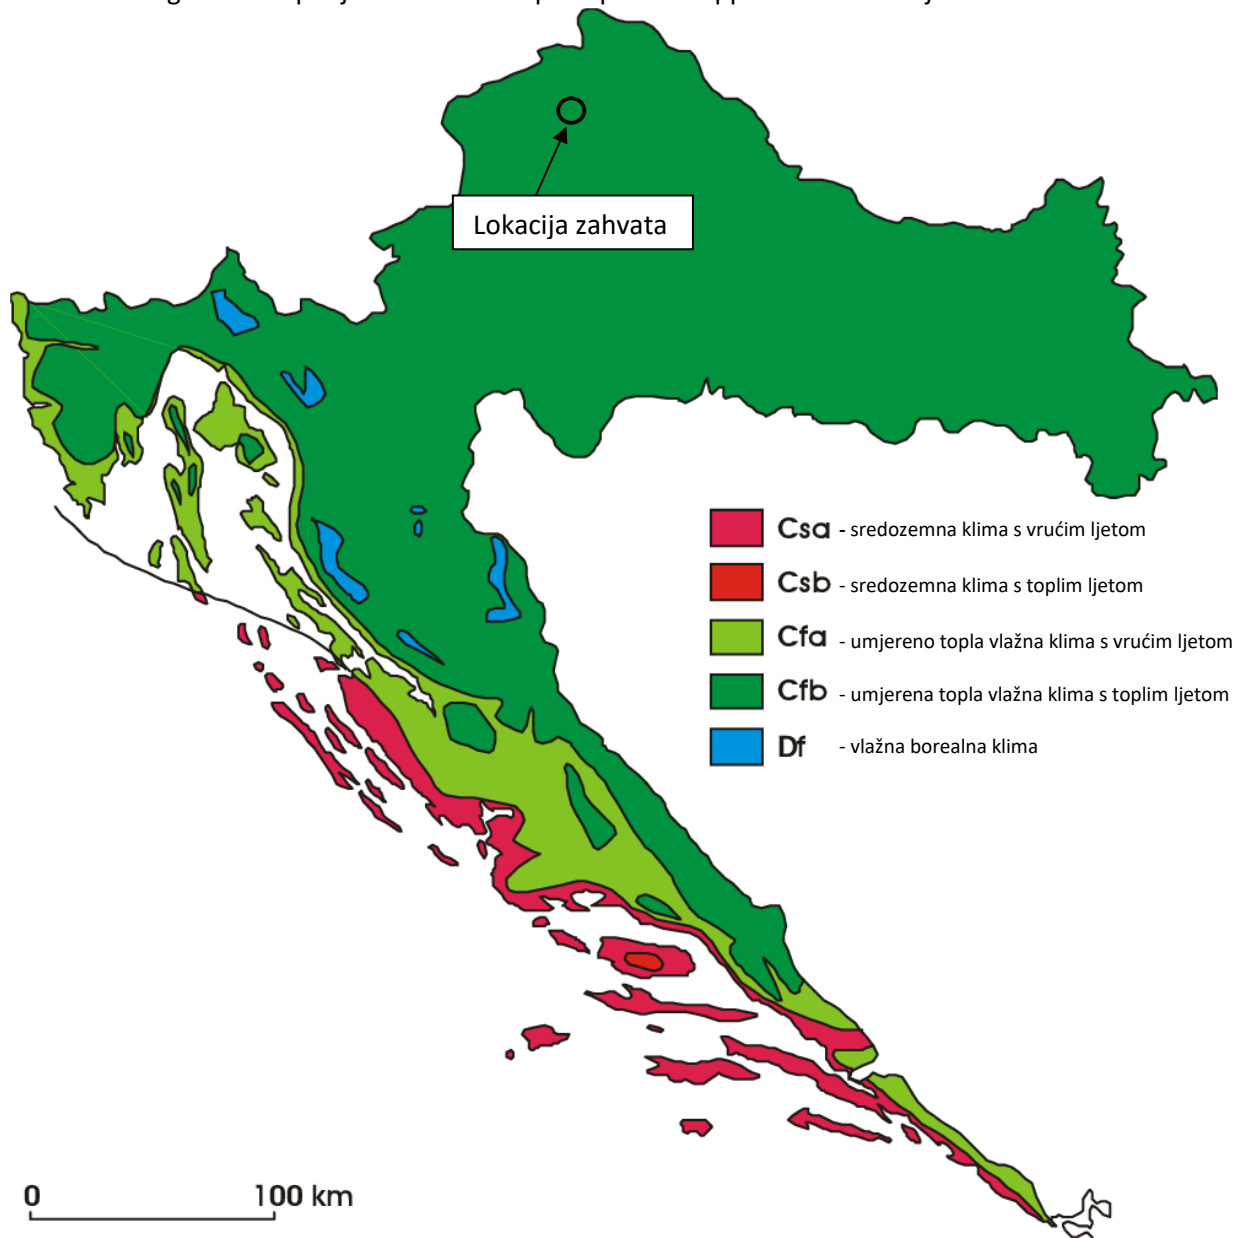 Lokacija zahvata
Csa - sredozemna klima s vrućim ljetom
Csb - sredozemna klima s toplim ljetom
Cfa - umjereno topla vlažna klima s vrućim ljetom
Cfb - umjerena topla vlažna klima s toplim ljetom
Df - vlažna borealna klima
0 100 km